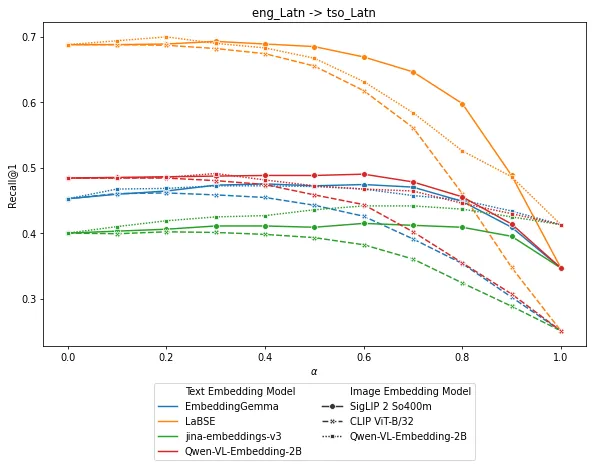 eng_Latn -> tso_Latn
Recall@1
0.7
0.6
0.5
0.4
0.3
0.0 0.2 0.4 0.6 0.8 1.0
α
Text Embedding Model Image Embedding Model
EmbeddingGemma SigLIP 2 So400m
LaBSE CLIP ViT-B/32
jina-embeddings-v3 Qwen-VL-Embedding-2B
Qwen-VL-Embedding-2B